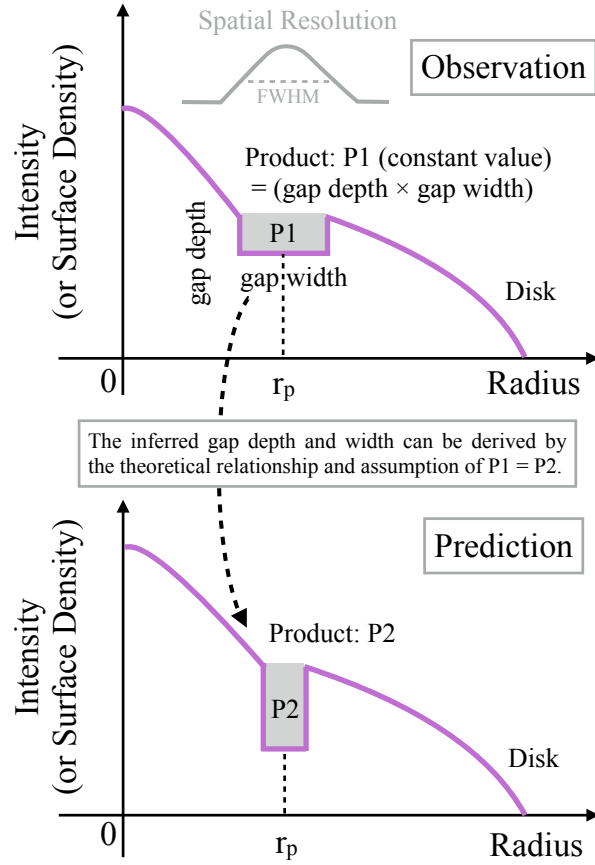 Spatial Resolution
FWHM
Observation
Intensity
(or Surface Density)
Product: P1 (constant value)
= (gap depth × gap width)
gap depth
P1
gap width
Disk
0
rp
Radius
The inferred gap depth and width can be derived by
the theoretical relationship and assumption of P1 = P2.
Prediction
Intensity
(or Surface Density)
Product: P2
P2
Disk
0
rp
Radius